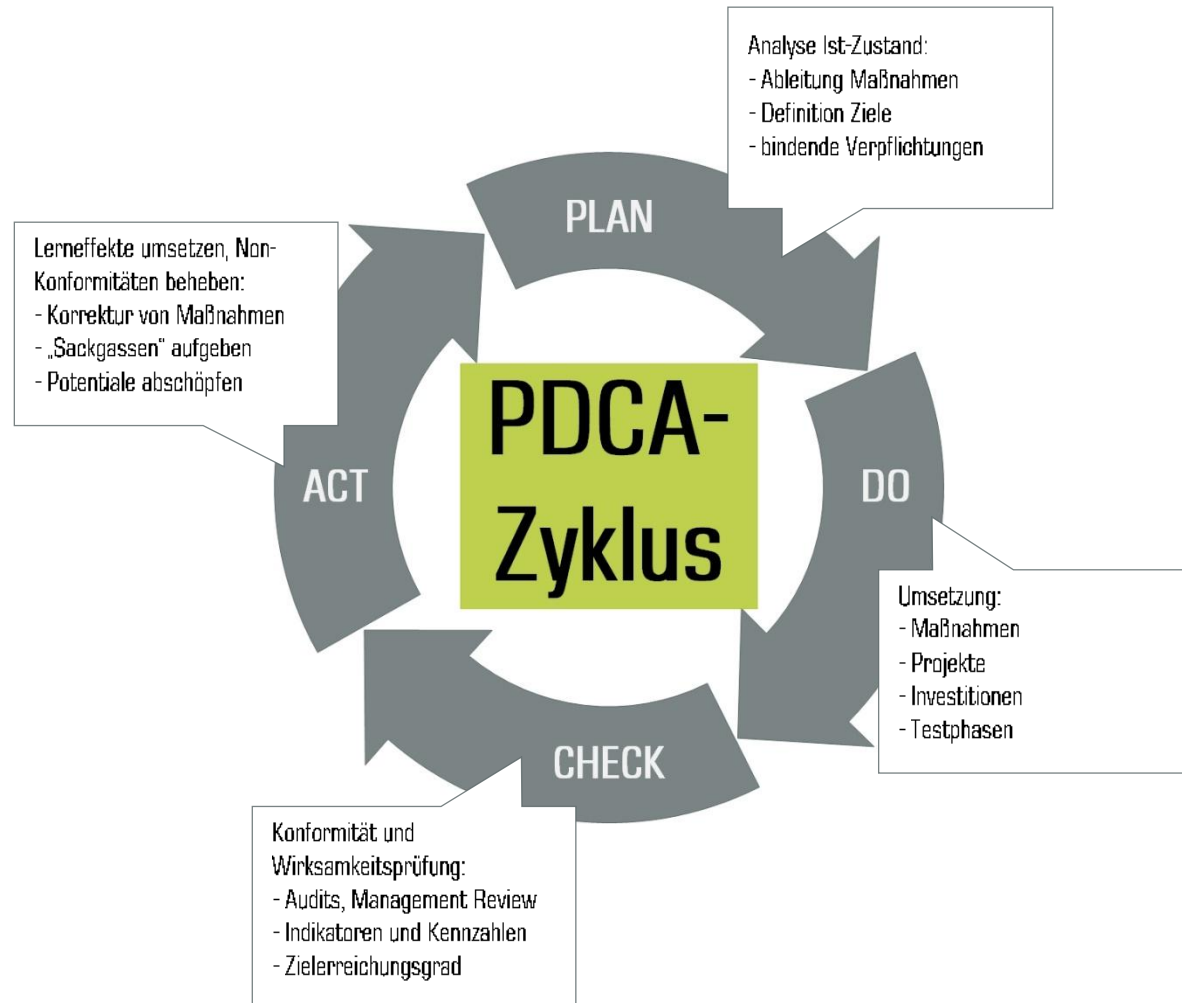 Analyse Ist-Zustand:
- Ableitung Maßnahmen
- Definition Ziele
- bindende Verpflichtungen
PLAN
Lerneffekte umsetzen, Non-
Konformitäten beheben:
- Korrektur von Maßnahmen
- „Sackgassen“ aufgeben
- Potentiale abschöpfen
PDCA-
Zyklus
ACT
DO
Umsetzung:
- Maßnahmen
- Projekte
- Investitionen
- Testphasen
CHECK
Konformität und
Wirksamkeitsprüfung:
- Audits, Management Review
- Indikatoren und Kennzahlen
- Zielerreichungsgrad